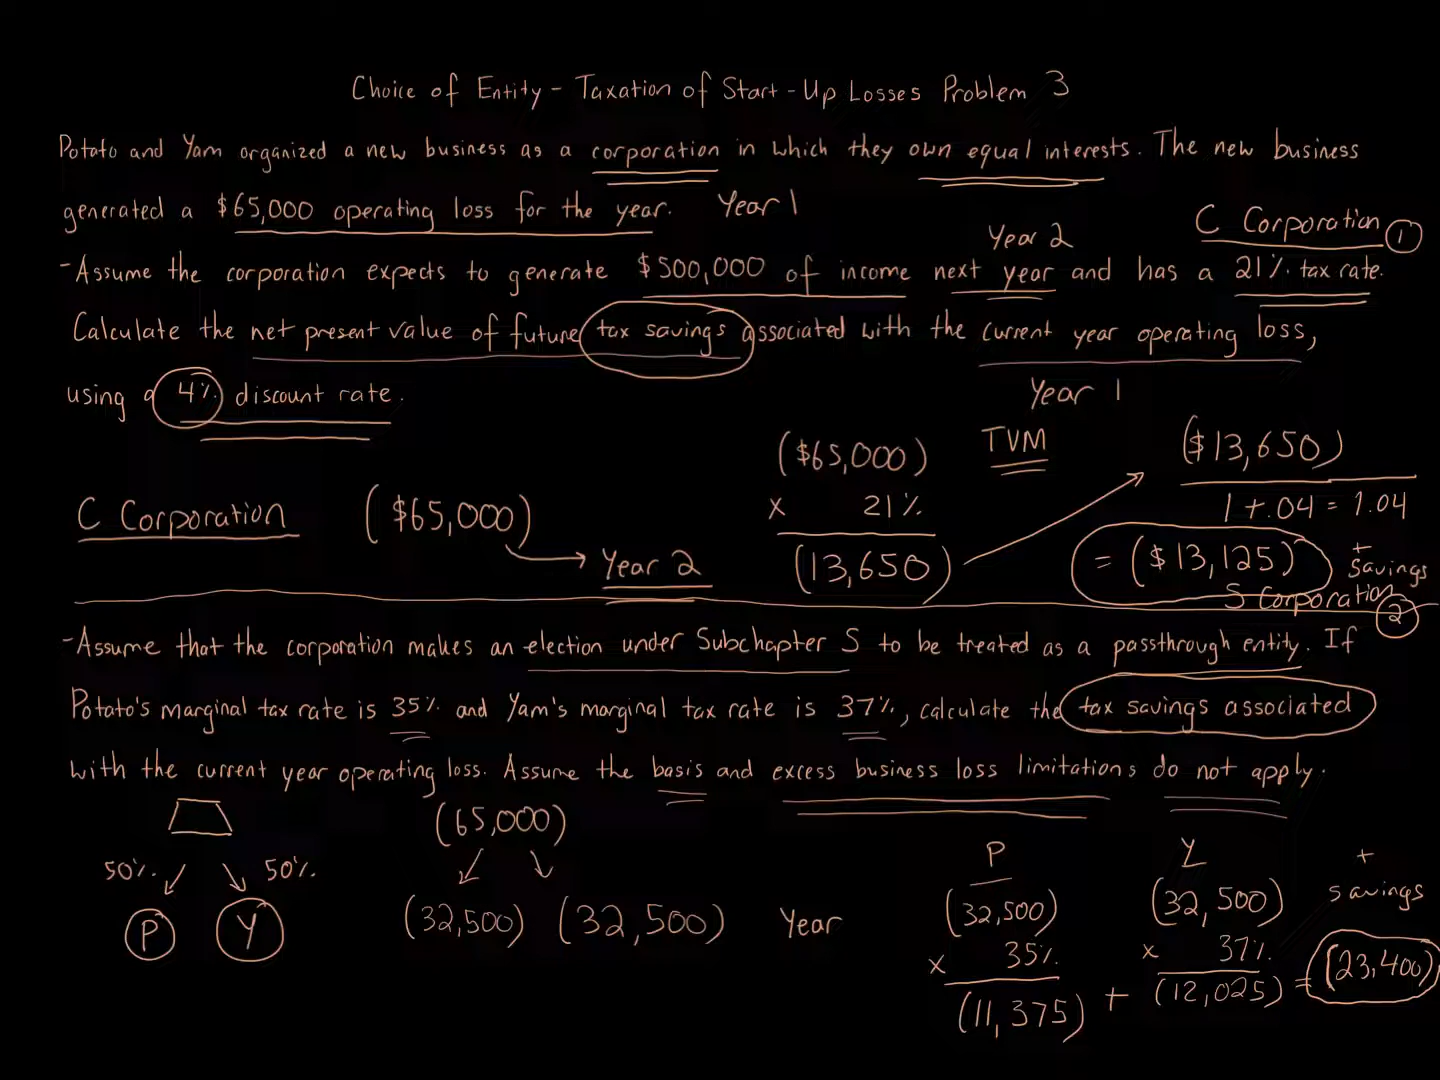 Choice of Entity - Taxation of Start-Up Losses Problem 3
Potato and Yam organized a new business as a corporation in which they own equal interests. The new business
generated a $65,000 operating loss for the year. Year 1
C Corporation 1
Year 2
-Assume the corporation expects to generate $500,000 of income next year and has a 21% tax rate.
Calculate the net present value of future tax savings associated with the current year operating loss,
using a 4% discount rate.
Year 1
($65,000)
x 21%
(13,650)
TVM
($13,650)
1 + .04 = 1.04
= ($13,125)
+
Savings
C Corporation ($65,000)
Year 2
S Corporation 2
-Assume that the corporation makes an election under Subchapter S to be treated as a passthrough entity. If
Potato's marginal tax rate is 35% and Yam's marginal tax rate is 37%, calculate the tax savings associated
with the current year operating loss. Assume the basis and excess business loss limitations do not apply.
50% 50%
P Y
(65,000)
(32,500) (32,500) Year
P
(32,500)
x 35%
(11,375) +
Y
(32,500)
x 37%
(12,025) = (23,400)
+
savings